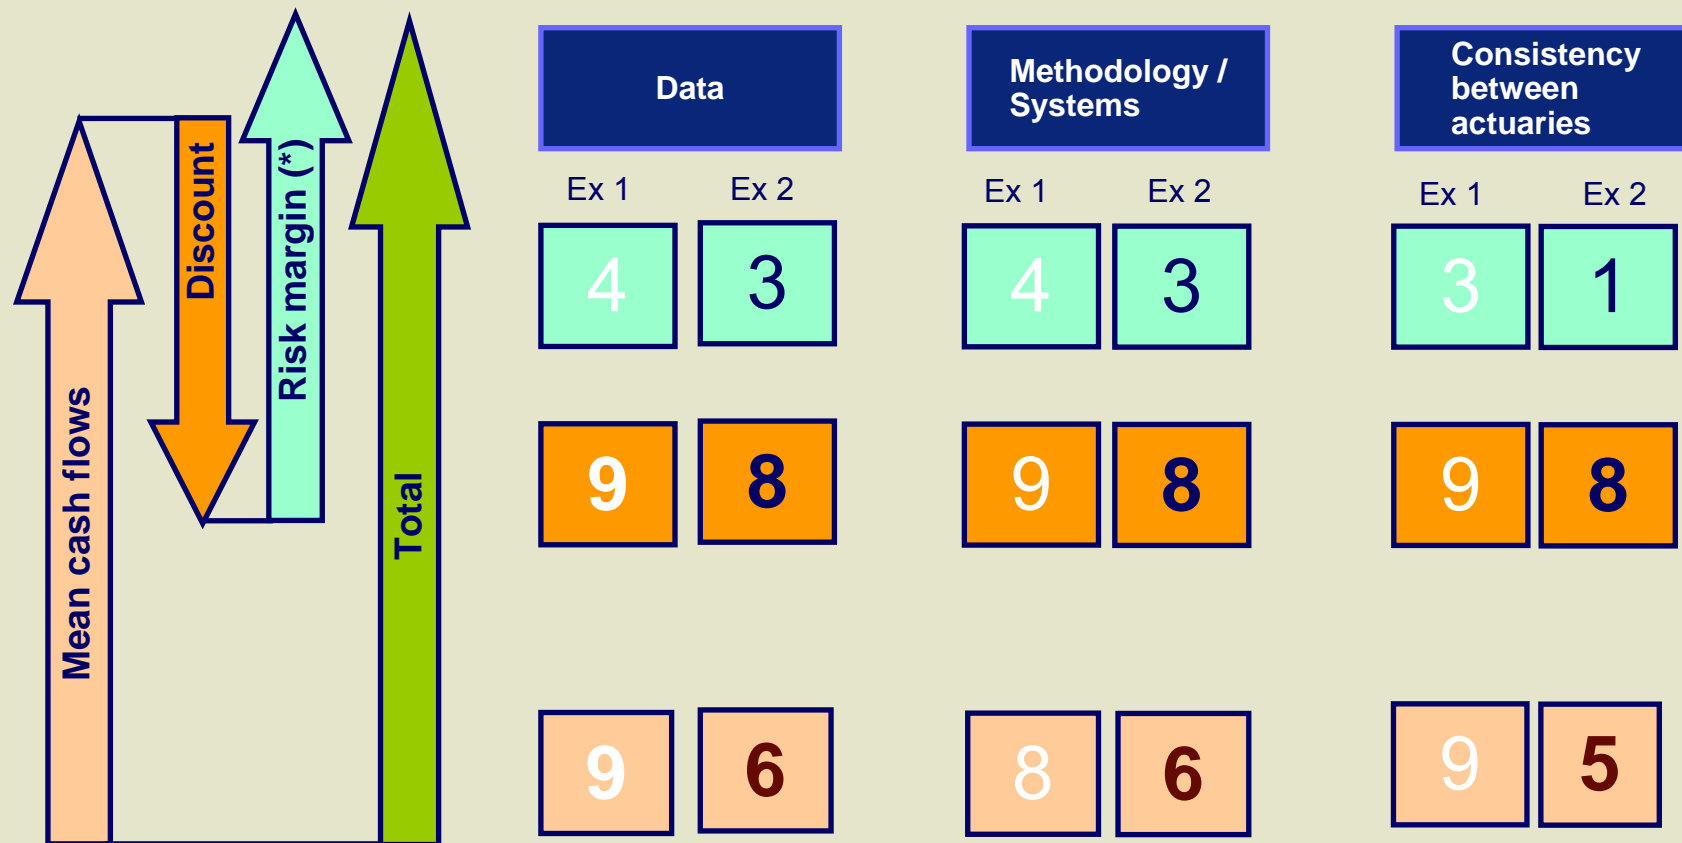 Mean cash flows
Discount
Risk margin (*)
Total
Data
Methodology /
Systems
Consistency
between
actuaries
Ex 1 Ex 2 Ex 1 Ex 2 Ex 1 Ex 2
4 3 4 3 3 1
9 8 9 8 9 8
9 6 8 6 9 5